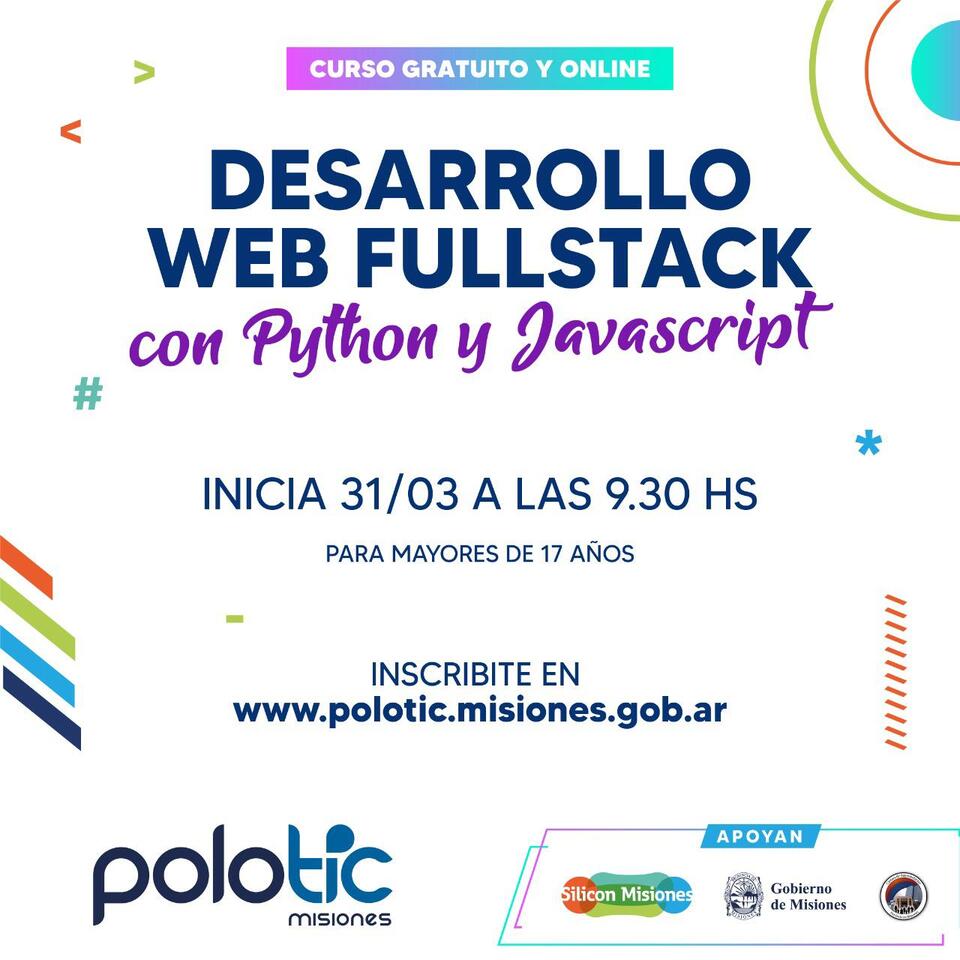 CURSO GRATUITO Y ONLINE
>
<
DESARROLLO
WEB FULLSTACK
con Python y Javascript
#
*
INICIA 31/03 A LAS 9.30 HS
PARA MAYORES DE 17 AÑOS
-
INSCRIBITE EN
www.polotic.misiones.gob.ar
polotic
misiones
APOYAN
Silicon Misiones
Gobierno
de Misiones